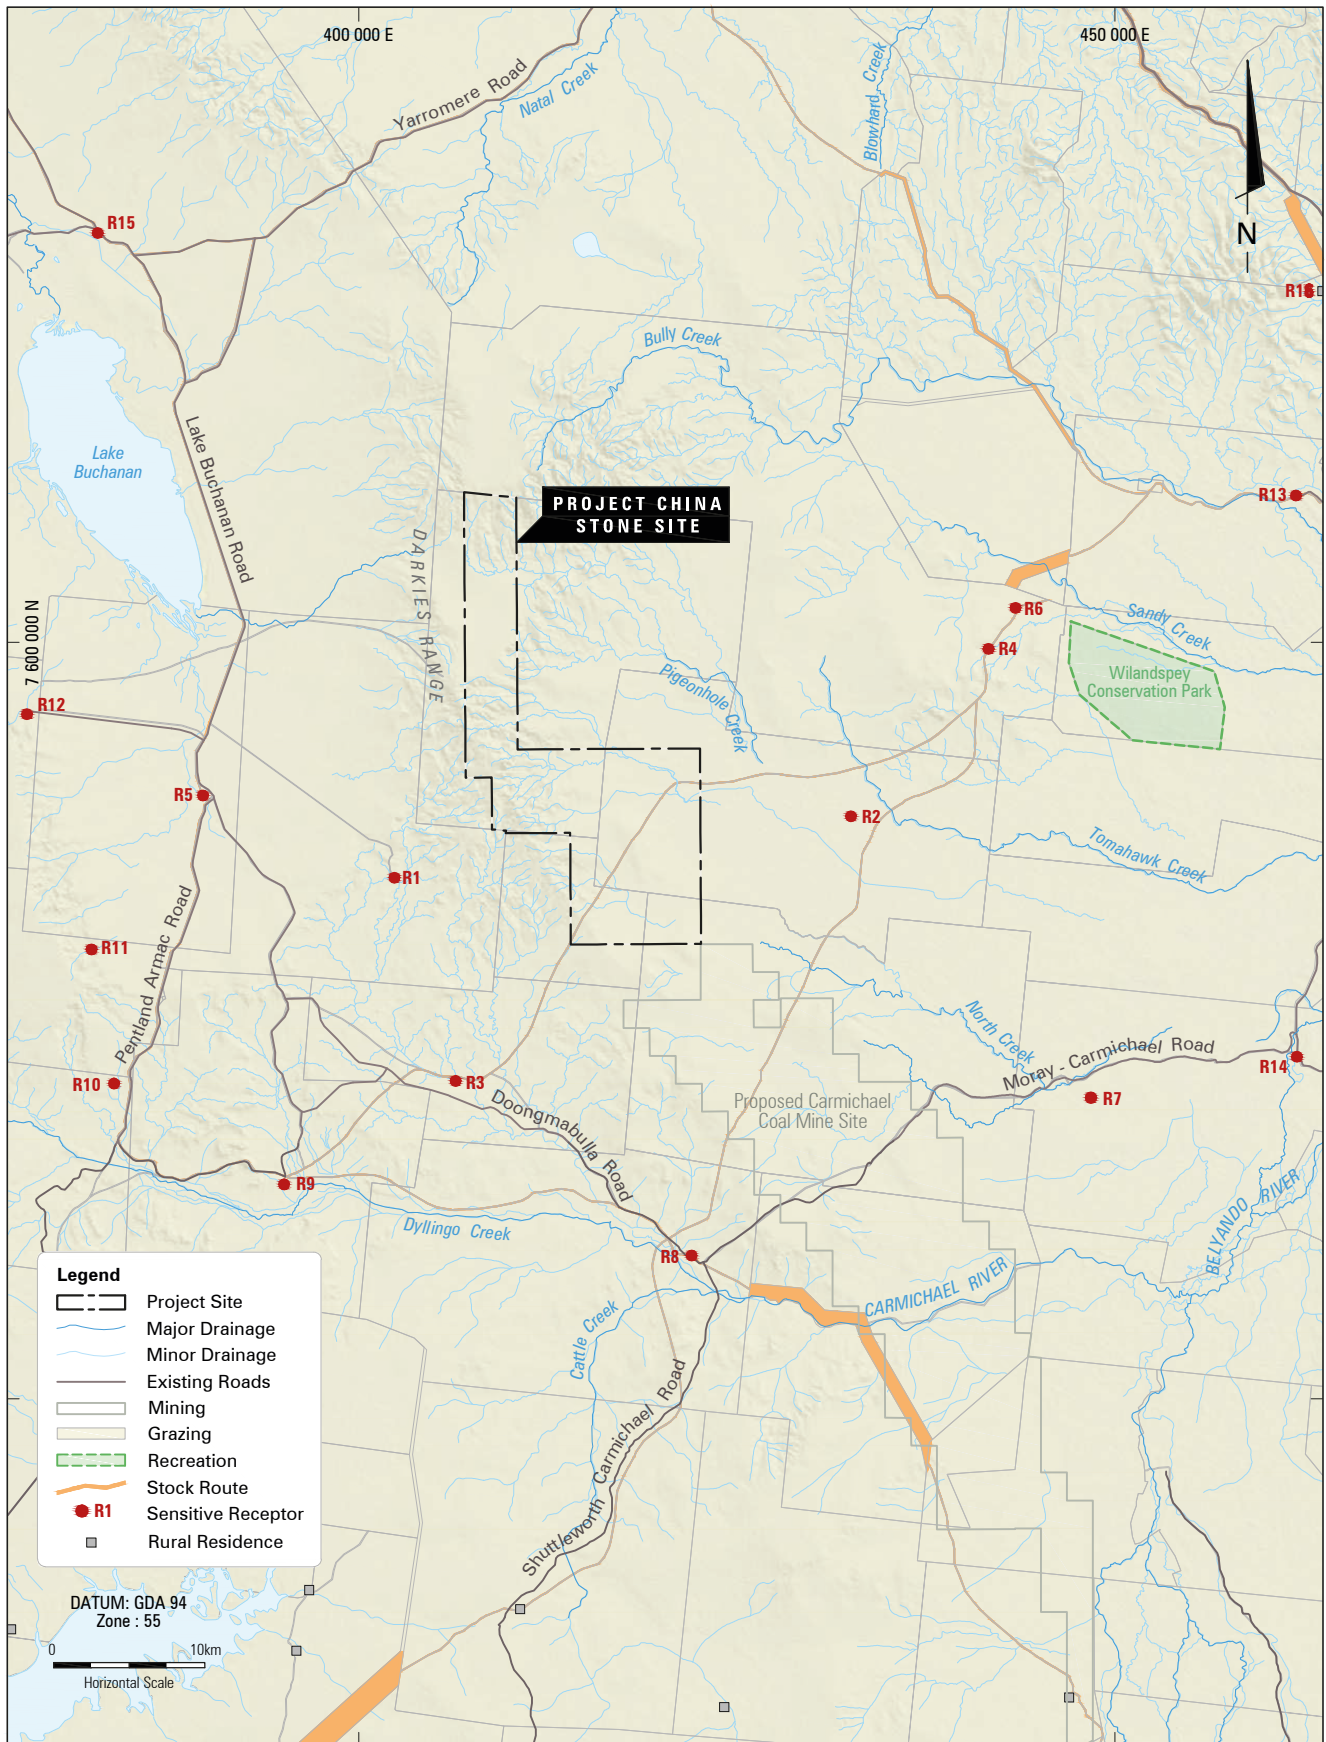 400 000 E
450 000 E
Yarromere Road
Natal Creek
Blowhard Creek
N
R15
Bully Creek
Lake Buchanan Road
Lake
Buchanan
PROJECT CHINA
STONE SITE
R13
DARKIES RANGE
7 600 000 N
R6
Sandy Creek
R4
Pigeonhole Creek
Wilandspey
Conservation Park
R12
R5
R2
Tomahawk Creek
R1
Pentland Armac Road
R11
North Creek
Moray - Carmichael Road
R14
R10
R3
R7
Doongmabulla Road
Proposed Carmichael
Coal Mine Site
R9
BELYANDO RIVER
Dyllingo Creek
R8
CARMICHAEL RIVER
Cattle Creek
Shuttleworth Carmichael Road
Legend
Project Site
Major Drainage
Minor Drainage
Existing Roads
Mining
Grazing
Recreation
Stock Route
R1
Sensitive Receptor
Rural Residence
DATUM: GDA 94
Zone : 55
0 10km
Horizontal Scale